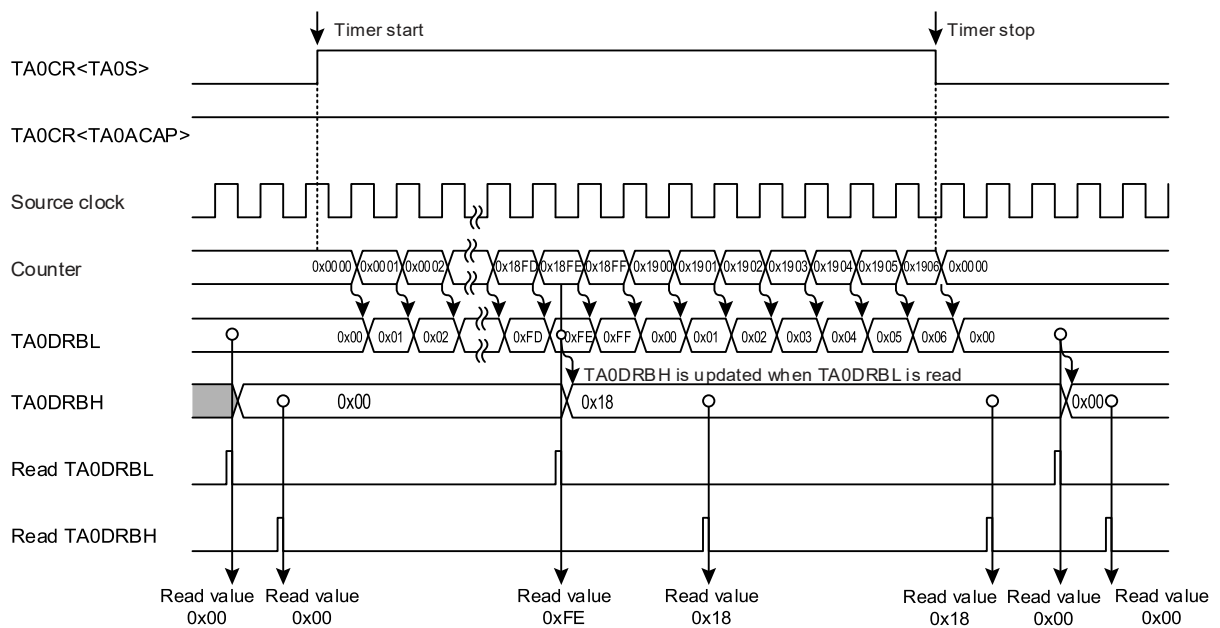 Timer start
Timer stop
TA0CR<TA0S>
TA0CR<TA0ACAP>
Source clock
Counter
0x0000 0x0001 0x0002 0x18FD 0x18FE 0x18FF 0x1900 0x1901 0x1902 0x1903 0x1904 0x1905 0x1906 0x0000
TA0DRBL
0x00 0x01 0x02 0xFD 0xFE 0xFF 0x00 0x01 0x02 0x03 0x04 0x05 0x06 0x00
TA0DRBH is updated when TA0DRBL is read
TA0DRBH
0x00 0x18 0x00
Read TA0DRBL
Read TA0DRBH
Read value
0x00
Read value
0x00
Read value
0xFE
Read value
0x18
Read value
0x18
Read value
0x00
Read value
0x00